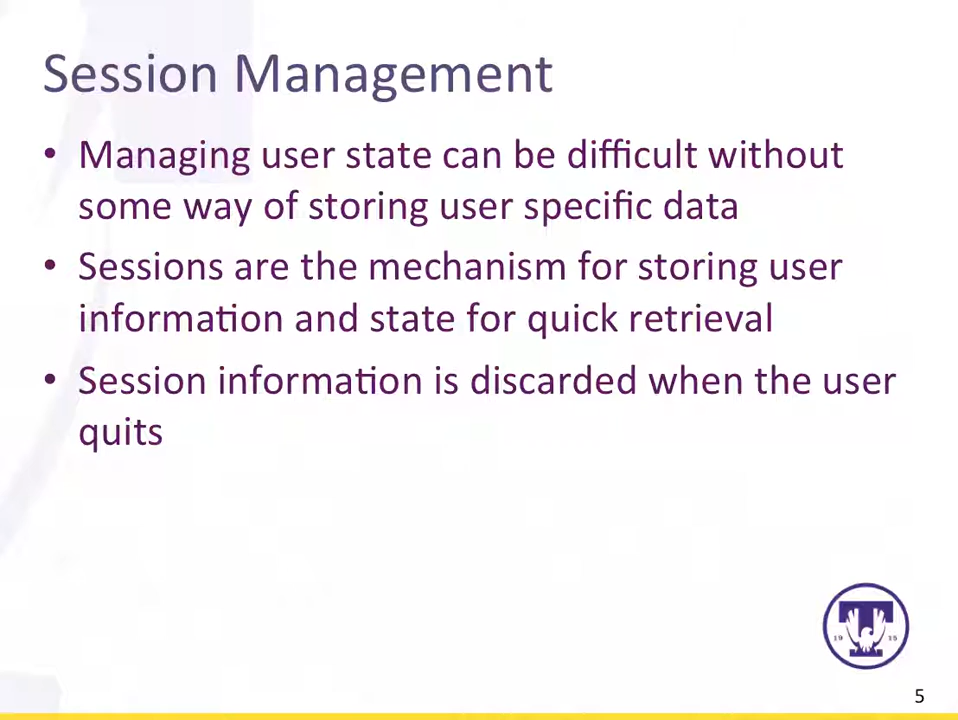 Session Management
• Managing user state can be difficult without
some way of storing user specific data
• Sessions are the mechanism for storing user
information and state for quick retrieval
• Session information is discarded when the user
quits
T
19 15
5